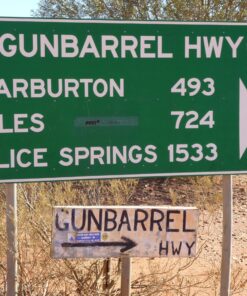 GUNBARREL HWY
ARBURTON 493
LES 724
LICE SPRINGS 1533
GUNBARREL
HWY